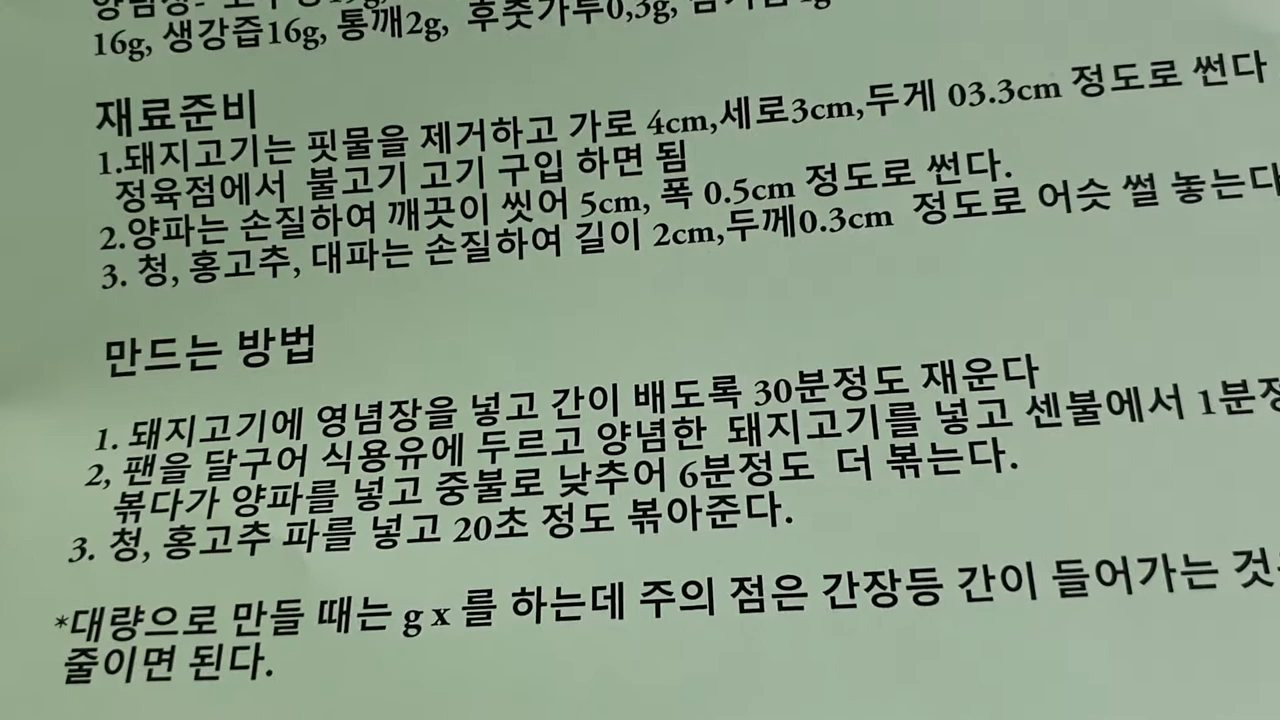 16g, 생강즙16g, 통깨2g, 후춧가루0,3g,
재료준비
1.돼지고기는 핏물을 제거하고 가로 4cm,세로3cm,두게 03.3cm 정도로 썬다
정육점에서 불고기 고기 구입 하면 됨
2.양파는 손질하여 깨끗이 씻어 5cm, 폭 0.5cm 정도로 썬다.
3. 청, 홍고추, 대파는 손질하여 길이 2cm,두께0.3cm 정도로 어슷 썰 놓는다
만드는 방법
1. 돼지고기에 영념장을 넣고 간이 배도록 30분정도 재운다
2, 팬을 달구어 식용유에 두르고 양념한 돼지고기를 넣고 센불에서 1분정
볶다가 양파를 넣고 중불로 낮추어 6분정도 더 볶는다.
3. 청, 홍고추 파를 넣고 20초 정도 볶아준다.
*대량으로 만들 때는 g x 를 하는데 주의 점은 간장등 간이 들어가는 것
줄이면 된다.